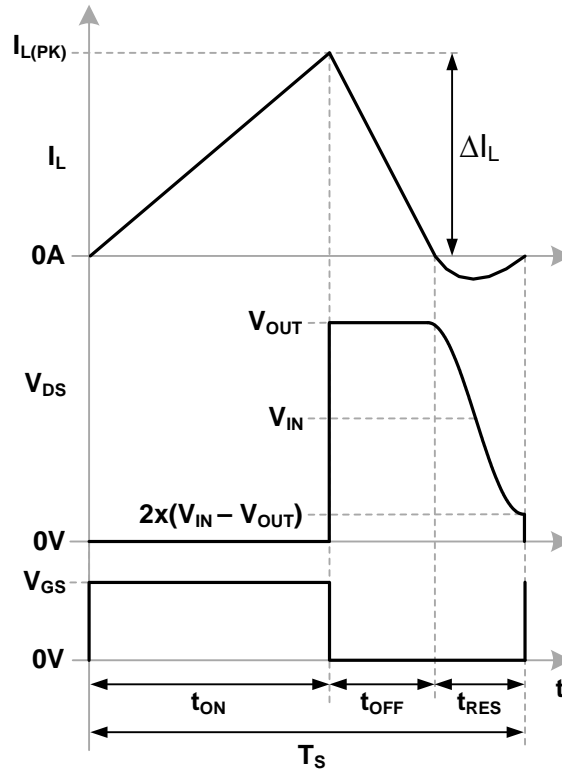 I_L(PK)
I_L
ΔI_L
0A
V_OUT
V_DS
V_IN
2x(V_IN – V_OUT)
0V
V_GS
0V
t
t_ON
t_OFF
t_RES
T_S